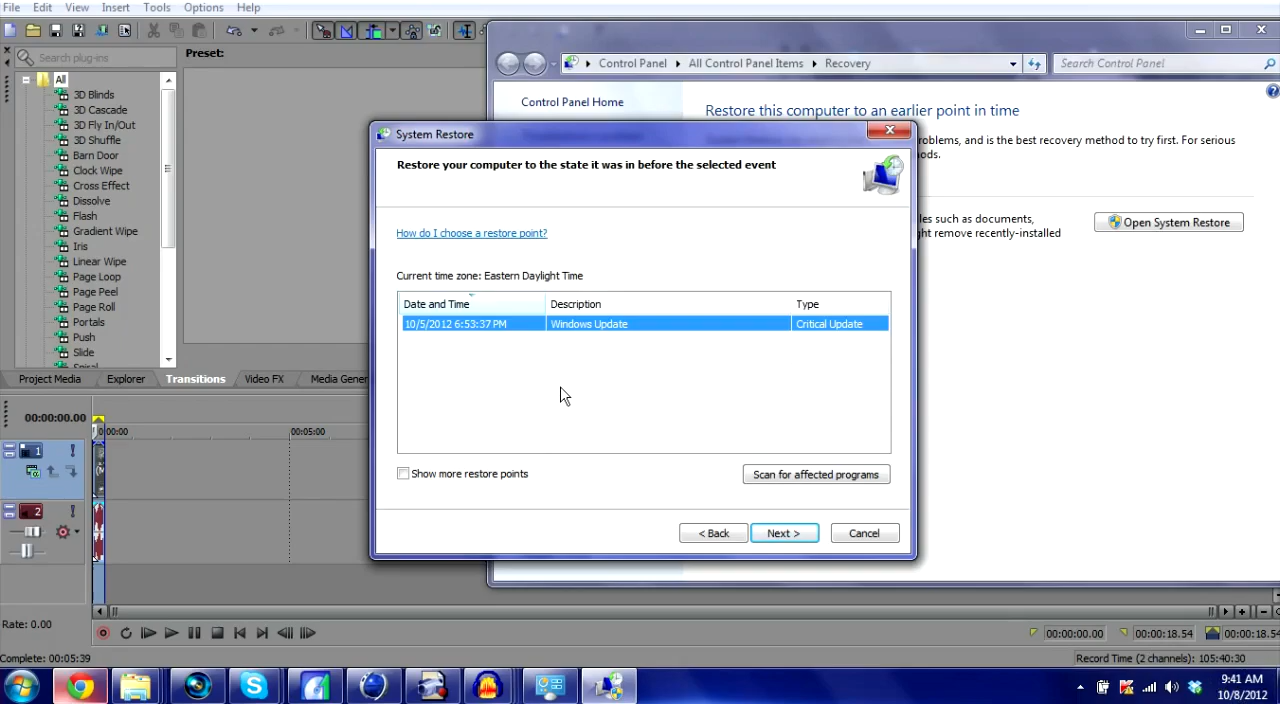 File Edit View Insert Tools Options Help
Search plug-ins
Preset:
All
3D Blinds
3D Cascade
3D Fly In/Out
3D Shuffle
Barn Door
Clock Wipe
Cross Effect
Dissolve
Flash
Gradient Wipe
Iris
Linear Wipe
Page Loop
Page Peel
Page Roll
Portals
Push
Slide
Spiral
Project Media Explorer Transitions Video FX Media Gener
00:00:00.00
0:00:00 00:05:00
1
2
Rate: 0.00
Complete: 00:05:39
Control Panel All Control Panel Items Recovery
Search Control Panel
Control Panel Home
Restore this computer to an earlier point in time
roblems, and is the best recovery method to try first. For serious
ods.
les such as documents,
ght remove recently-installed
Open System Restore
System Restore
Restore your computer to the state it was in before the selected event
How do I choose a restore point?
Current time zone: Eastern Daylight Time
Date and Time Description Type
10/5/2012 6:53:37 PM Windows Update Critical Update
Show more restore points
Scan for affected programs
< Back Next > Cancel
00:00:00.00 00:00:18.54 00:00:18.54
Record Time (2 channels): 105:40:30
9:41 AM
10/8/2012